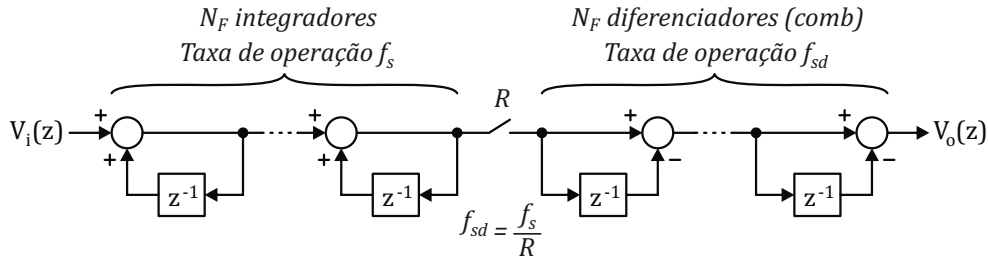 N_F integradores
Taxa de operação f_s
N_F diferenciadores (comb)
Taxa de operação f_sd
R
V_i(z)
+
+
+
+
+
−
+
−
V_o(z)
z^-1
z^-1
z^-1
z^-1
f_sd = f_s/R